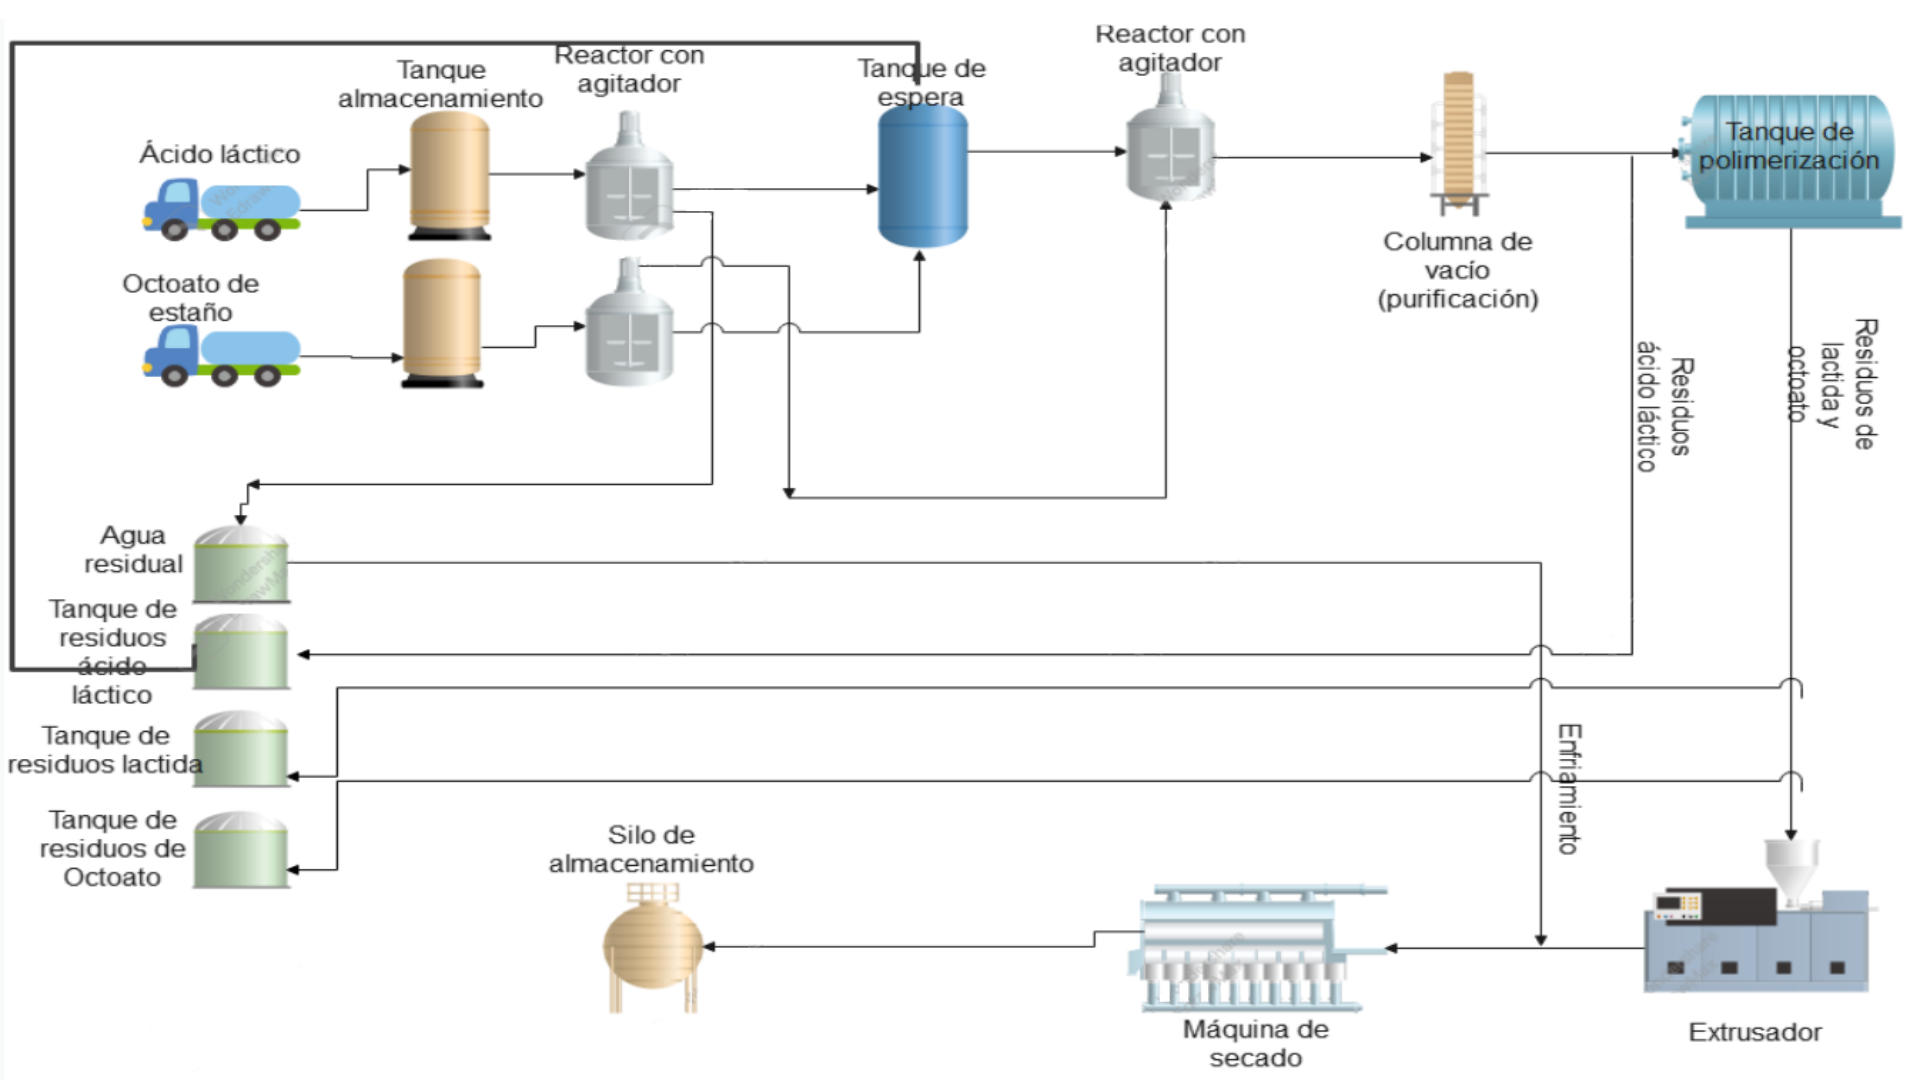 Reactor con
agitador
Tanque
almacenamiento
Reactor con
agitador
Tanque de
espera
Ácido láctico
Tanque de
polimerización
Octoato de
estaño
Columna de
vacío
(purificación)
Residuos
ácido láctico
Residuos de
lactida y
octoato
Agua
residual
Tanque de
residuos
ácido
láctico
Tanque de
residuos lactida
Enfriamiento
Tanque de
residuos de
Octoato
Silo de
almacenamiento
Máquina de
secado
Extrusador